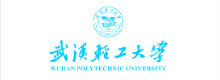 武漢輕工大學
WUHAN POLYTECHNIC UNIVERSITY